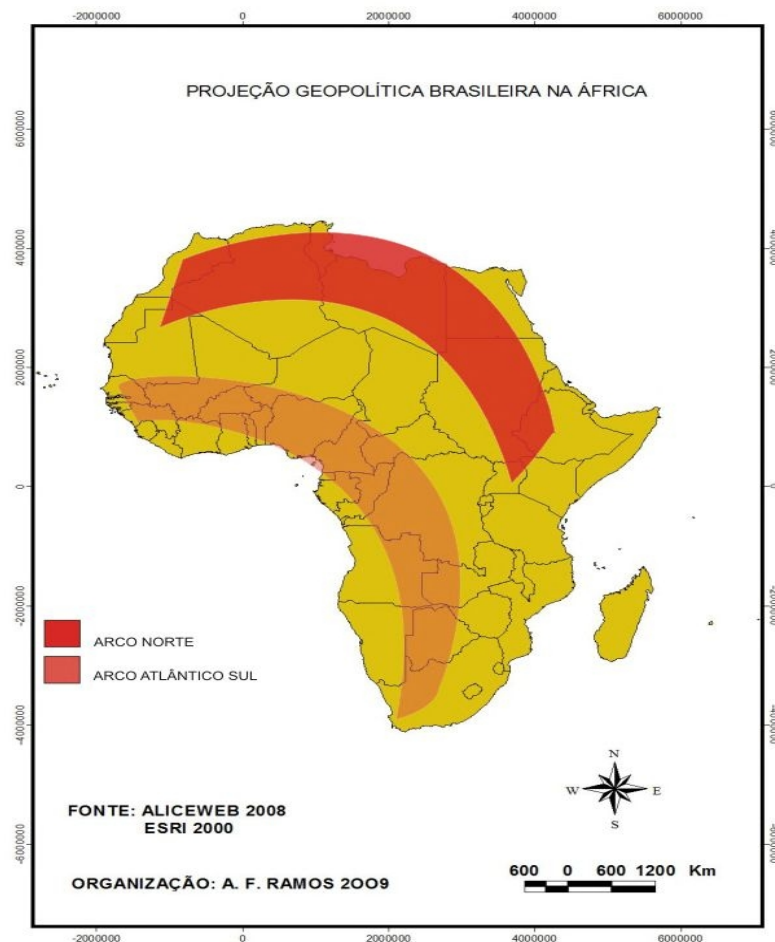 -2000000 0 2000000 4000000 6000000
PROJEÇÃO GEOPOLÍTICA BRASILEIRA NA ÁFRICA
6000000
4000000
2000000
0
-2000000
-4000000
-6000000
ARCO NORTE
ARCO ATLÂNTICO SUL
N
W E
S
FONTE: ALICEWEB 2008
ESRI 2000
ORGANIZAÇÃO: A. F. RAMOS 2OO9
600 0 600 1200 Km
-2000000 0 2000000 4000000 6000000